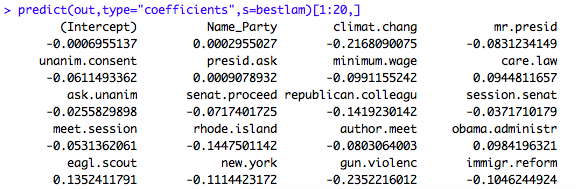 > predict(out,type="coefficients",s=bestlam)[1:20,]
(Intercept) Name_Party climat.chang mr.presid
-0.0006955137 0.0002955027 -0.2168090075 -0.0831234149
unanim.consent presid.ask minimum.wage care.law
-0.0611493362 0.0009078932 -0.0991155242 0.0944811657
ask.unanim senat.proceed republican.colleagu session.senat
-0.0255829898 -0.0717401725 -0.1419230142 -0.0371710179
meet.session rhode.island author.meet obama.administr
-0.0531362061 -0.1447501142 -0.0803064003 0.0984196321
eagl.scout new.york gun.violenc immigr.reform
0.1352411791 -0.1114423172 -0.2352216012 -0.1046244924